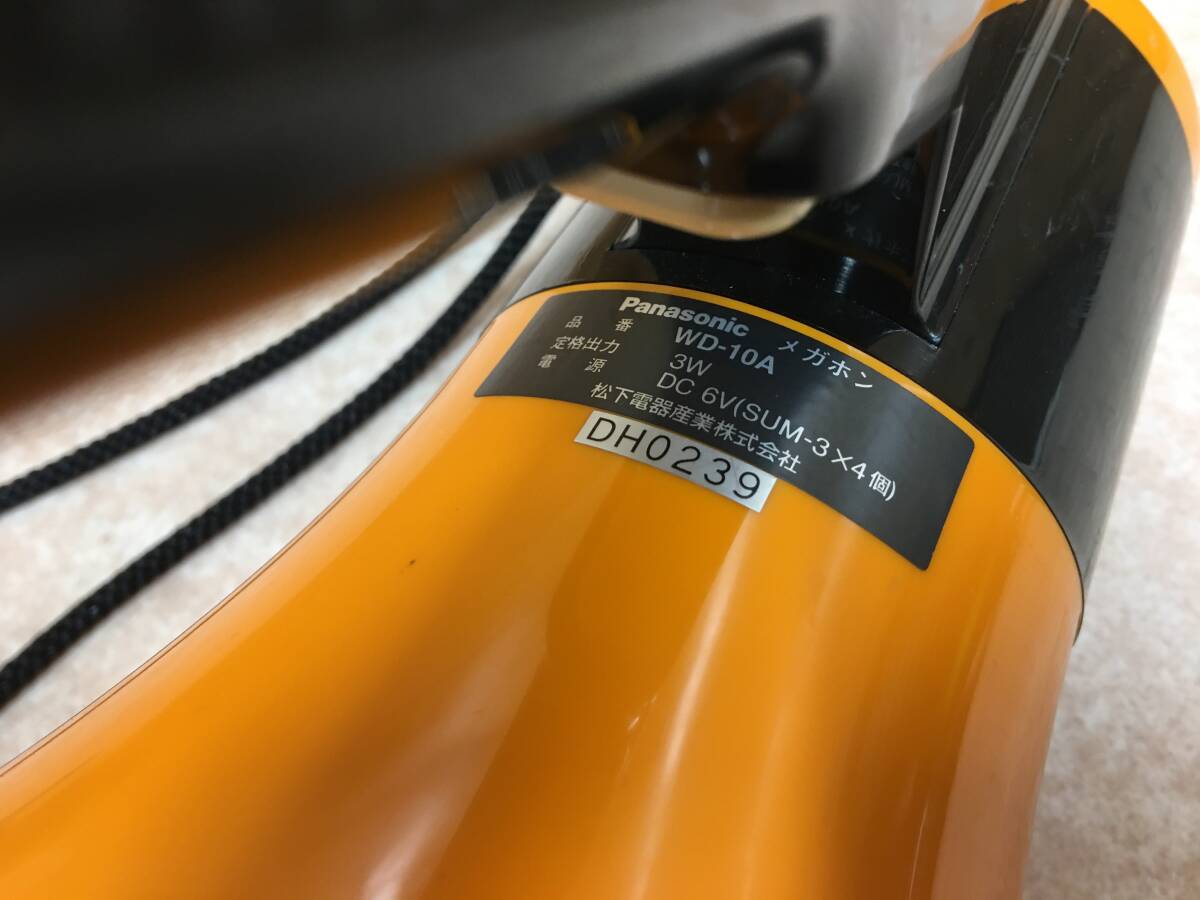 Panasonic メガホン
品番 WD-10A
定格出力 3W
電源 DC 6V(SUM-3×4個)
松下電器産業株式会社
DH0239